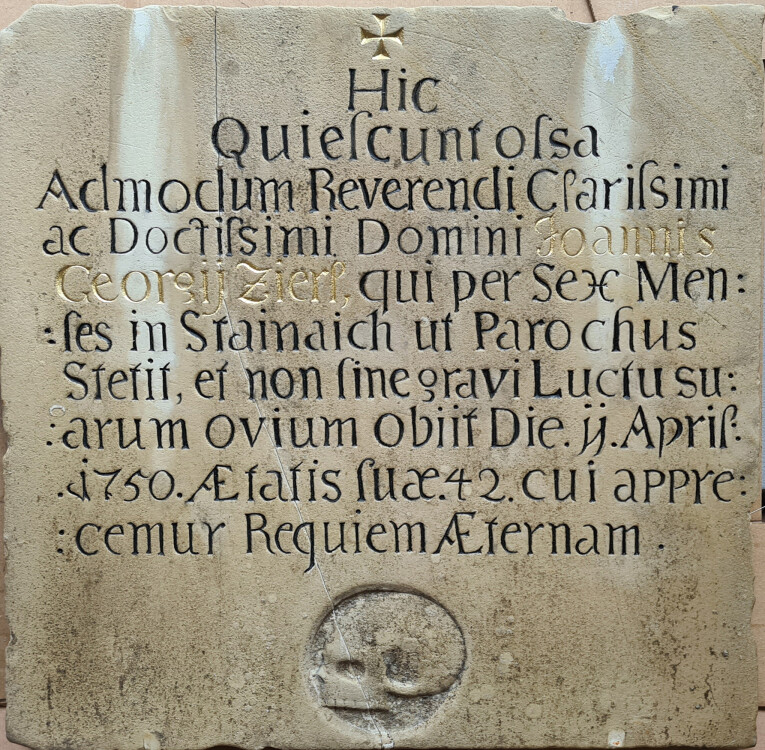 Hic
Quieſcunt oſsa
Admodum Reverendi Clariſsimi
ac Doctiſsimi Domini Joannis
Georgij Zierl, qui per Sex Men:
:ſes in Stainaich ut Parochus
Stetit, et non ſine gravi Luctu su:
:arum ovium obiit Die. ij. April:
.1750. Ætatis ſuæ. 42. cui appre:
:cemur Requiem Æternam.